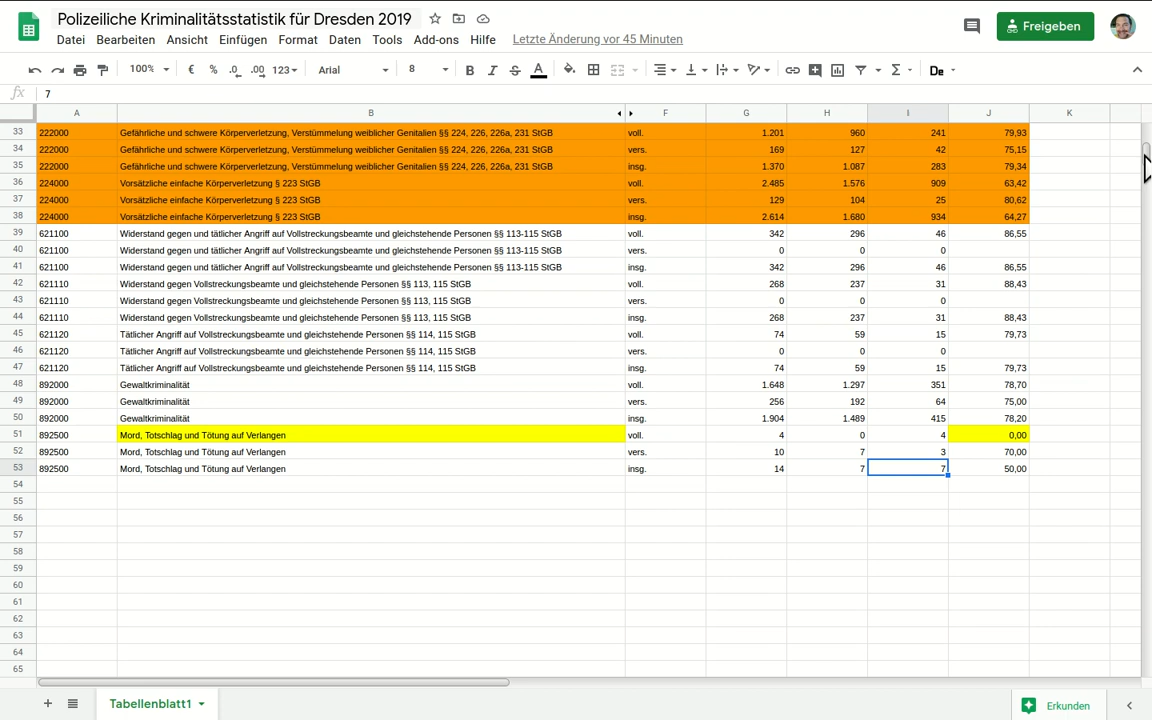 Polizeiliche Kriminalitätsstatistik für Dresden 2019
Datei Bearbeiten Ansicht Einfügen Format Daten Tools Add-ons Hilfe Letzte Änderung vor 45 Minuten
Freigeben
100% € % .0 .00 123 Arial 8 B I S A Σ De
fx 7
A B F G H I J K
33 222000 Gefährliche und schwere Körperverletzung, Verstümmelung weiblicher Genitalien §§ 224, 226, 226a, 231 StGB voll. 1.201 960 241 79,93
34 222000 Gefährliche und schwere Körperverletzung, Verstümmelung weiblicher Genitalien §§ 224, 226, 226a, 231 StGB vers. 169 127 42 75,15
35 222000 Gefährliche und schwere Körperverletzung, Verstümmelung weiblicher Genitalien §§ 224, 226, 226a, 231 StGB insg. 1.370 1.087 283 79,34
36 224000 Vorsätzliche einfache Körperverletzung § 223 StGB voll. 2.485 1.576 909 63,42
37 224000 Vorsätzliche einfache Körperverletzung § 223 StGB vers. 129 104 25 80,62
38 224000 Vorsätzliche einfache Körperverletzung § 223 StGB insg. 2.614 1.680 934 64,27
39 621100 Widerstand gegen und tätlicher Angriff auf Vollstreckungsbeamte und gleichstehende Personen §§ 113-115 StGB voll. 342 296 46 86,55
40 621100 Widerstand gegen und tätlicher Angriff auf Vollstreckungsbeamte und gleichstehende Personen §§ 113-115 StGB vers. 0 0 0
41 621100 Widerstand gegen und tätlicher Angriff auf Vollstreckungsbeamte und gleichstehende Personen §§ 113-115 StGB insg. 342 296 46 86,55
42 621110 Widerstand gegen Vollstreckungsbeamte und gleichstehende Personen §§ 113, 115 StGB voll. 268 237 31 88,43
43 621110 Widerstand gegen Vollstreckungsbeamte und gleichstehende Personen §§ 113, 115 StGB vers. 0 0 0
44 621110 Widerstand gegen Vollstreckungsbeamte und gleichstehende Personen §§ 113, 115 StGB insg. 268 237 31 88,43
45 621120 Tätlicher Angriff auf Vollstreckungsbeamte und gleichstehende Personen §§ 114, 115 StGB voll. 74 59 15 79,73
46 621120 Tätlicher Angriff auf Vollstreckungsbeamte und gleichstehende Personen §§ 114, 115 StGB vers. 0 0 0
47 621120 Tätlicher Angriff auf Vollstreckungsbeamte und gleichstehende Personen §§ 114, 115 StGB insg. 74 59 15 79,73
48 892000 Gewaltkriminalität voll. 1.648 1.297 351 78,70
49 892000 Gewaltkriminalität vers. 256 192 64 75,00
50 892000 Gewaltkriminalität insg. 1.904 1.489 415 78,20
51 892500 Mord, Totschlag und Tötung auf Verlangen voll. 4 0 4 0,00
52 892500 Mord, Totschlag und Tötung auf Verlangen vers. 10 7 3 70,00
53 892500 Mord, Totschlag und Tötung auf Verlangen insg. 14 7 7 50,00
54
55
56
57
58
59
60
61
62
63
64
65
Tabellenblatt1
Erkunden